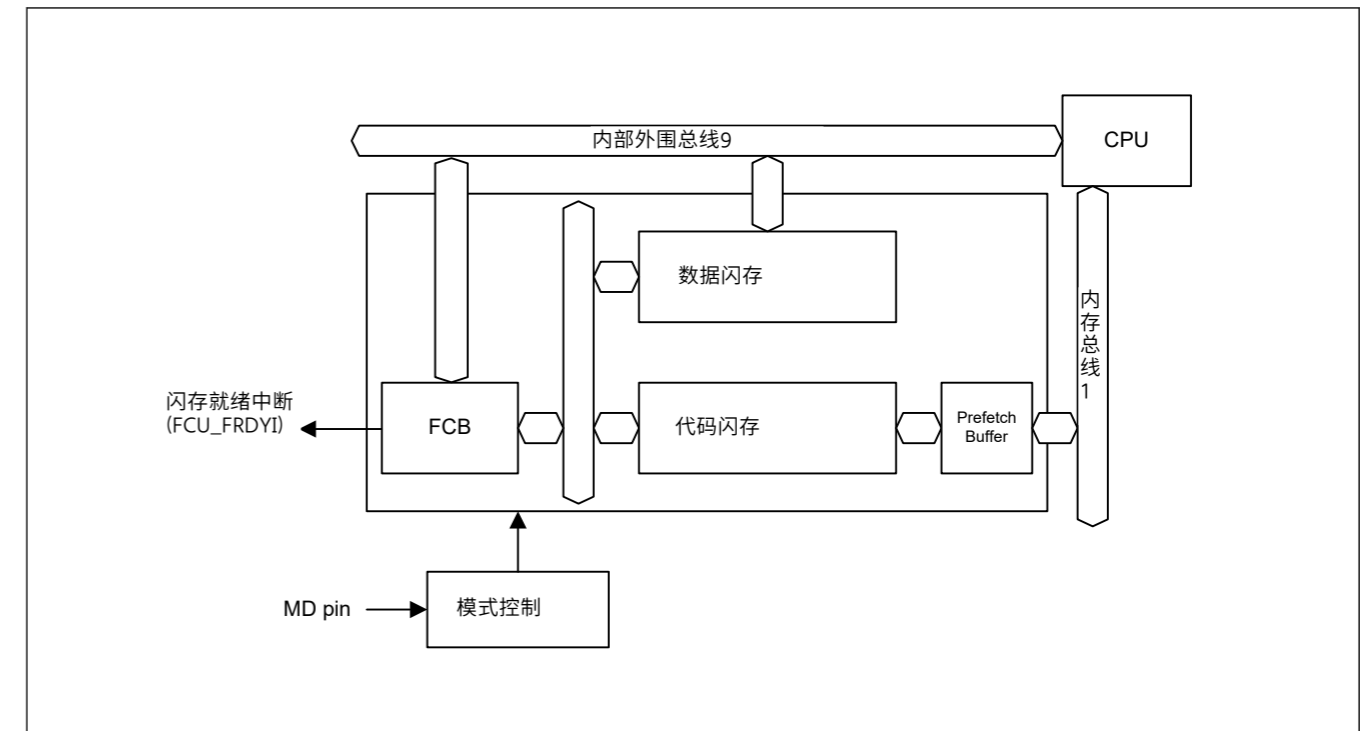 内部外围总线9
CPU
数据闪存
内存总线1
闪存就绪中断
(FCU_FRDYI)
FCB
代码闪存
Prefetch
Buffer
MD pin
模式控制